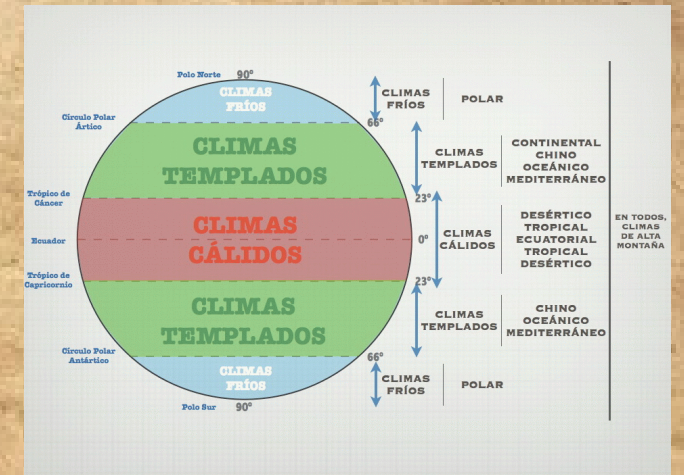 Polo Norte 90º
CLIMAS
FRÍOS
Círculo Polar
Ártico
66º
CLIMAS
TEMPLADOS
Trópico de
Cáncer
23º
CLIMAS
CÁLIDOS
Ecuador
0º
Trópico de
Capricornio
23º
CLIMAS
TEMPLADOS
Círculo Polar
Antártico
66º
CLIMAS
FRÍOS
Polo Sur 90º
CLIMAS
FRÍOS
POLAR
CLIMAS
TEMPLADOS
CONTINENTAL
CHINO
OCEÁNICO
MEDITERRÁNEO
CLIMAS
CÁLIDOS
DESÉRTICO
TROPICAL
ECUATORIAL
TROPICAL
DESÉRTICO
CLIMAS
TEMPLADOS
CHINO
OCEÁNICO
MEDITERRÁNEO
CLIMAS
FRÍOS
POLAR
EN TODOS,
CLIMAS
DE ALTA
MONTAÑA